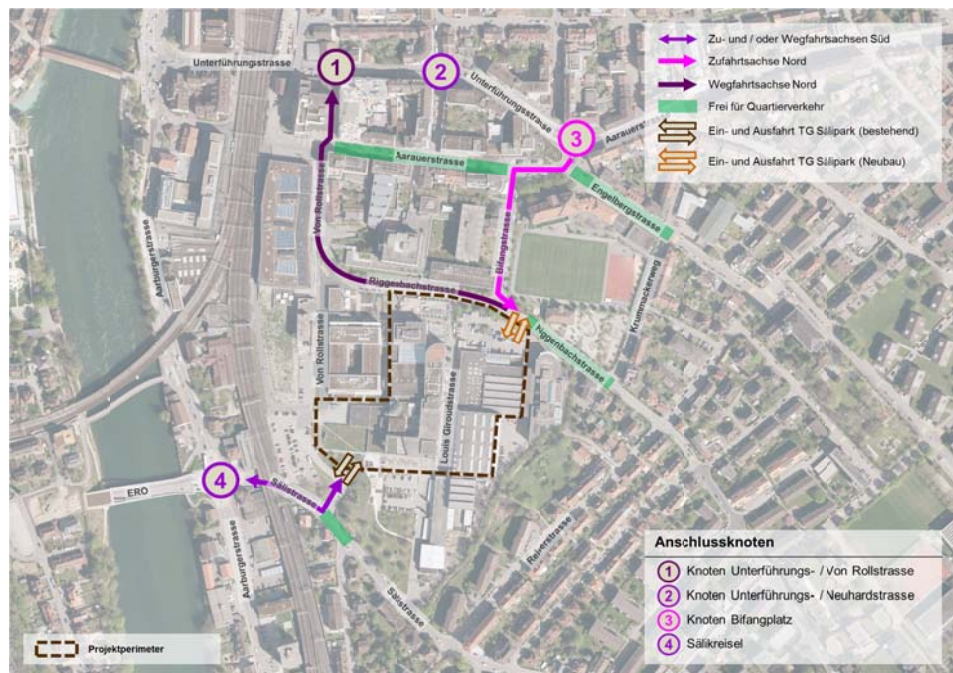 Unterführungstrasse
1
2
Unterführungsstrasse
3
Aarauerstrasse
Aarauerstrasse
Von Rollstrasse
Engelbergstrasse
Bifangstrasse
Krummackerweg
Aarburgerstrasse
Riggenbachstrasse
Riggenbachstrasse
Von Rollstrasse
Louis Giroudstrasse
4
Sälistrasse
ERO
Reiserstrasse
Aarburgerstrasse
Sälistrasse
Zu- und / oder Wegfahrtsachsen Süd
Zufahrtsachse Nord
Wegfahrtsachse Nord
Frei für Quartierverkehr
Ein- und Ausfahrt TG Sälipark (bestehend)
Ein- und Ausfahrt TG Sälipark (Neubau)
Anschlussknoten
1 Knoten Unterführungs- / Von Rollstrasse
2 Knoten Unterführungs- / Neuhardstrasse
3 Knoten Bifangplatz
4 Sälikreisel
Projektperimeter